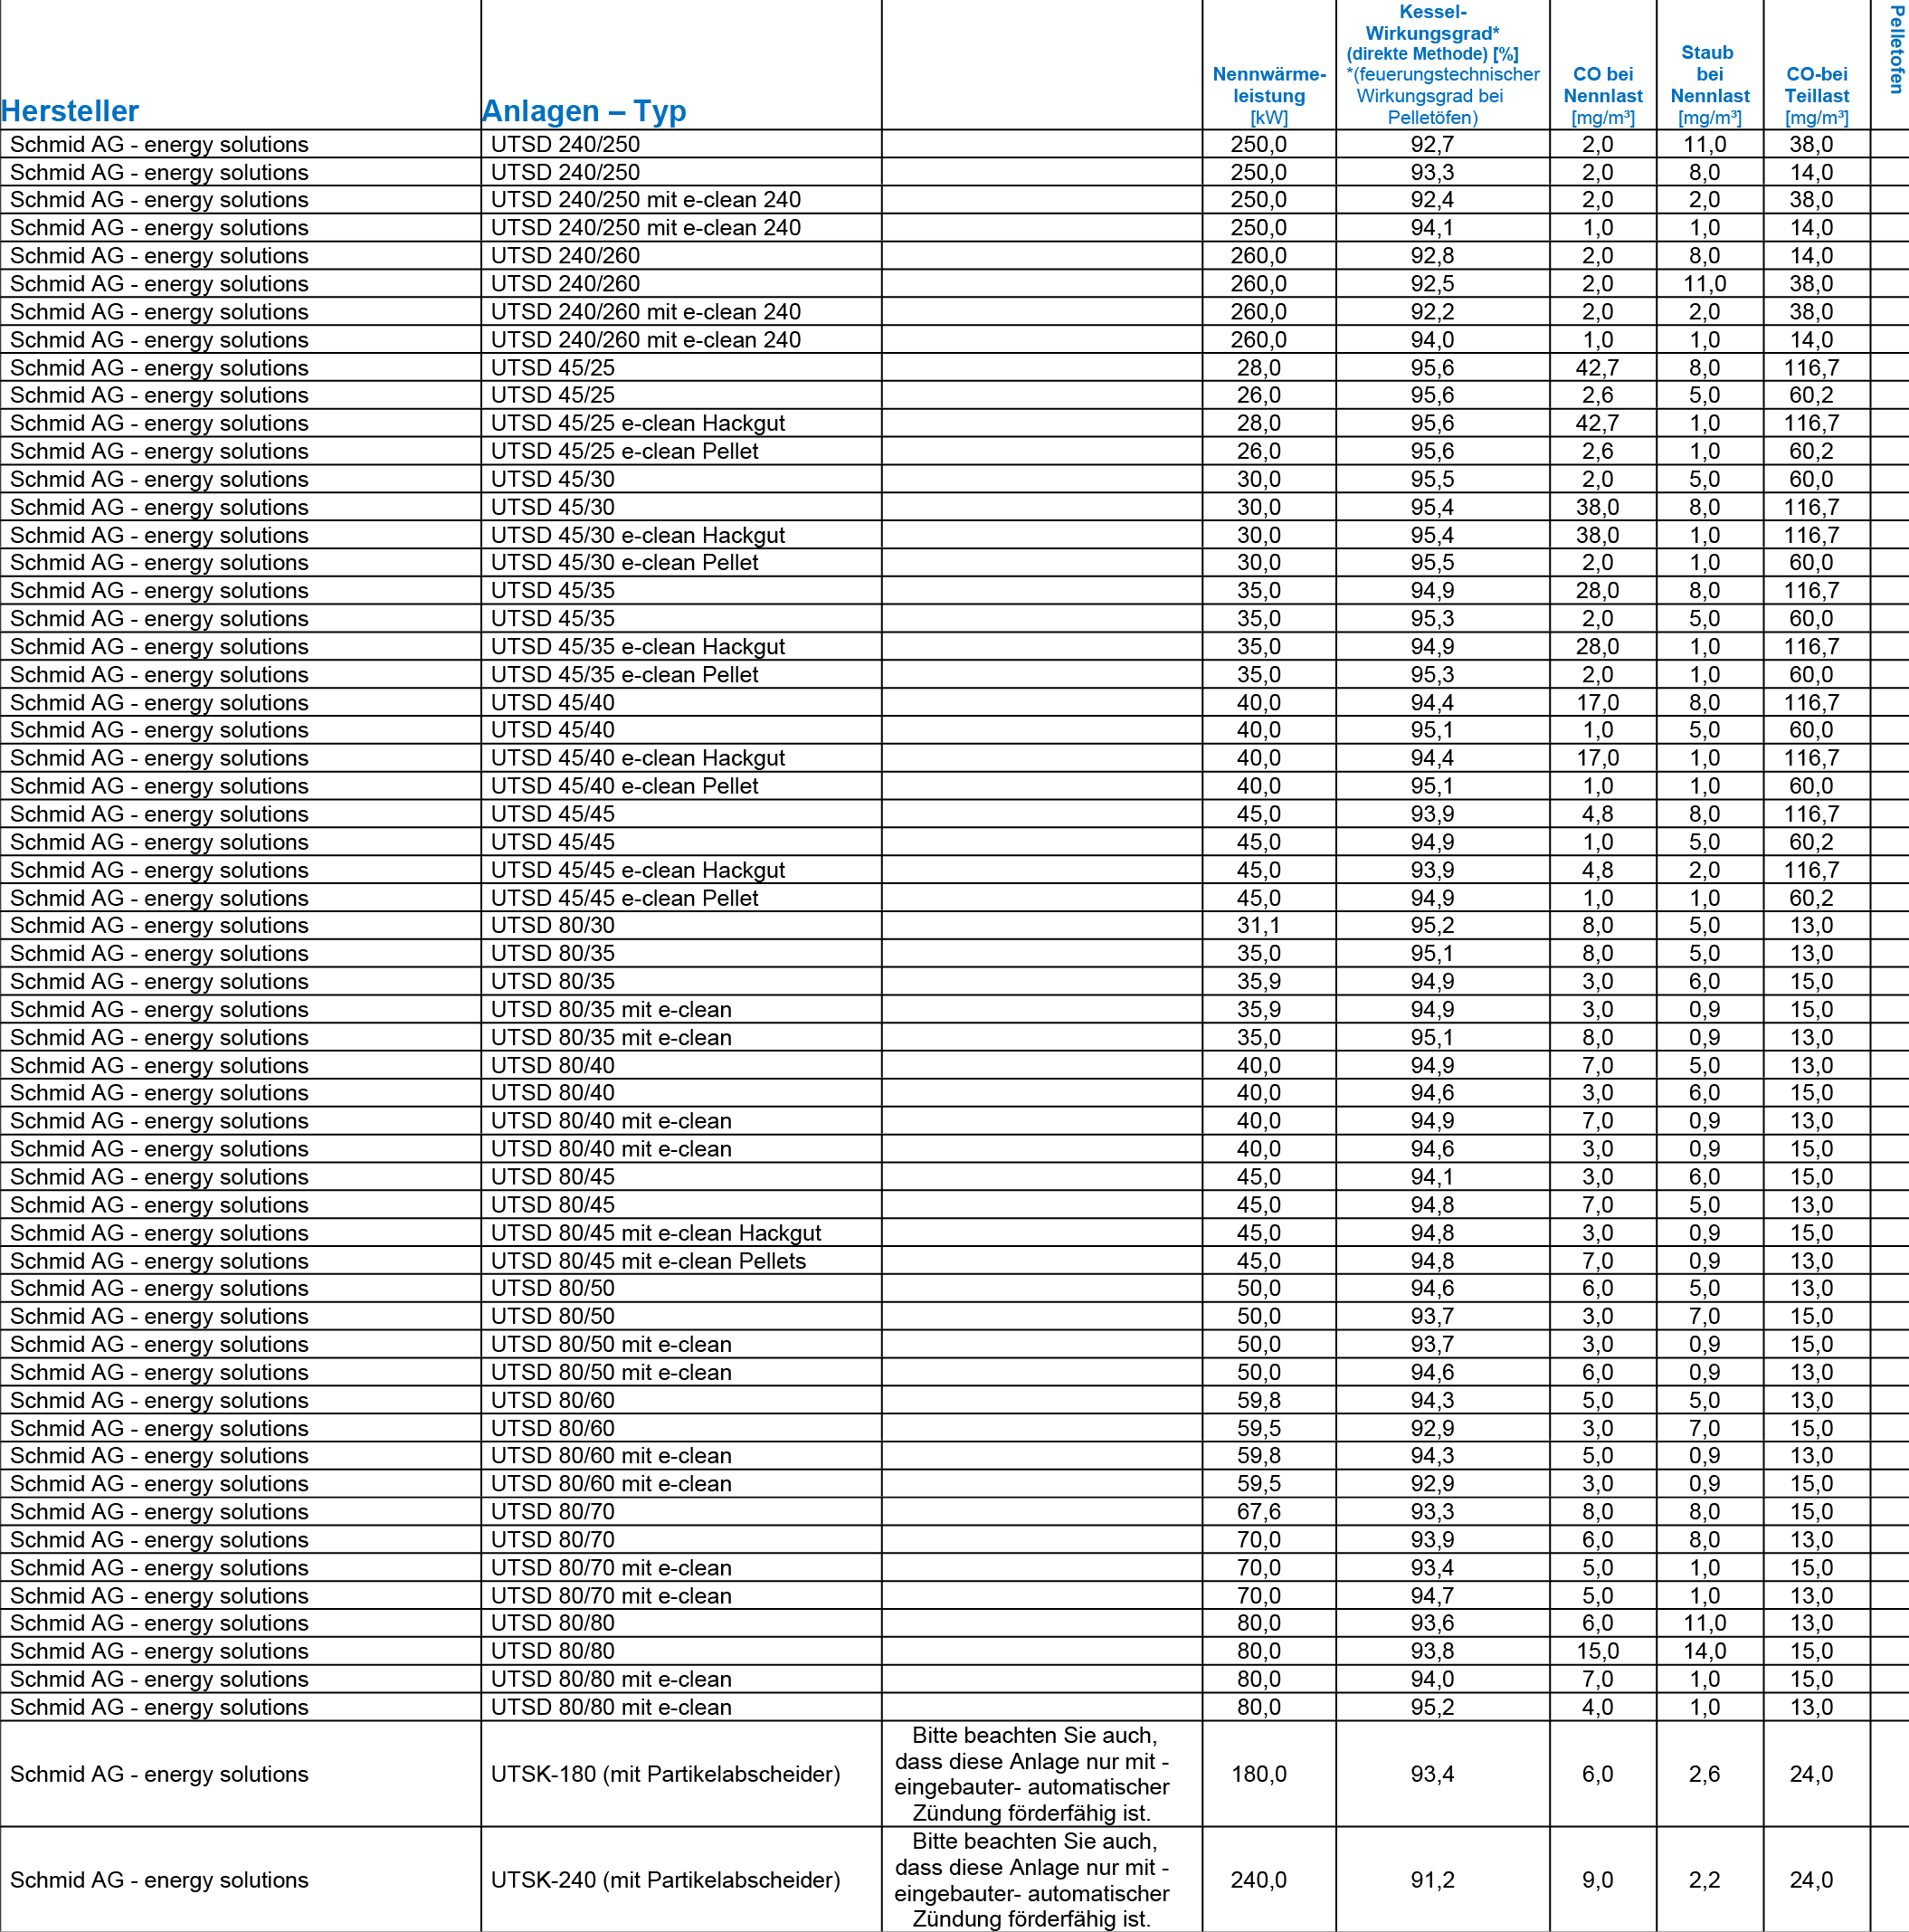 Hersteller
Anlagen – Typ
Nennwärme-
leistung
[kW]
Kessel-
Wirkungsgrad*
(direkte Methode) [%]
*(feuerungstechnischer
Wirkungsgrad bei
Pelletöfen)
CO bei
Nennlast
[mg/m³]
Staub
bei
Nennlast
[mg/m³]
CO-bei
Teillast
[mg/m³]
Pelletofen
Schmid AG - energy solutions UTSD 240/250 250,0 92,7 2,0 11,0 38,0
Schmid AG - energy solutions UTSD 240/250 250,0 93,3 2,0 8,0 14,0
Schmid AG - energy solutions UTSD 240/250 mit e-clean 240 250,0 92,4 2,0 2,0 38,0
Schmid AG - energy solutions UTSD 240/250 mit e-clean 240 250,0 94,1 1,0 1,0 14,0
Schmid AG - energy solutions UTSD 240/260 260,0 92,8 2,0 8,0 14,0
Schmid AG - energy solutions UTSD 240/260 260,0 92,5 2,0 11,0 38,0
Schmid AG - energy solutions UTSD 240/260 mit e-clean 240 260,0 92,2 2,0 2,0 38,0
Schmid AG - energy solutions UTSD 240/260 mit e-clean 240 260,0 94,0 1,0 1,0 14,0
Schmid AG - energy solutions UTSD 45/25 28,0 95,6 42,7 8,0 116,7
Schmid AG - energy solutions UTSD 45/25 26,0 95,6 2,6 5,0 60,2
Schmid AG - energy solutions UTSD 45/25 e-clean Hackgut 28,0 95,6 42,7 1,0 116,7
Schmid AG - energy solutions UTSD 45/25 e-clean Pellet 26,0 95,6 2,6 1,0 60,2
Schmid AG - energy solutions UTSD 45/30 30,0 95,5 2,0 5,0 60,0
Schmid AG - energy solutions UTSD 45/30 30,0 95,4 38,0 8,0 116,7
Schmid AG - energy solutions UTSD 45/30 e-clean Hackgut 30,0 95,4 38,0 1,0 116,7
Schmid AG - energy solutions UTSD 45/30 e-clean Pellet 30,0 95,5 2,0 1,0 60,0
Schmid AG - energy solutions UTSD 45/35 35,0 94,9 28,0 8,0 116,7
Schmid AG - energy solutions UTSD 45/35 35,0 95,3 2,0 5,0 60,0
Schmid AG - energy solutions UTSD 45/35 e-clean Hackgut 35,0 94,9 28,0 1,0 116,7
Schmid AG - energy solutions UTSD 45/35 e-clean Pellet 35,0 95,3 2,0 1,0 60,0
Schmid AG - energy solutions UTSD 45/40 40,0 94,4 17,0 8,0 116,7
Schmid AG - energy solutions UTSD 45/40 40,0 95,1 1,0 5,0 60,0
Schmid AG - energy solutions UTSD 45/40 e-clean Hackgut 40,0 94,4 17,0 1,0 116,7
Schmid AG - energy solutions UTSD 45/40 e-clean Pellet 40,0 95,1 1,0 1,0 60,0
Schmid AG - energy solutions UTSD 45/45 45,0 93,9 4,8 8,0 116,7
Schmid AG - energy solutions UTSD 45/45 45,0 94,9 1,0 5,0 60,2
Schmid AG - energy solutions UTSD 45/45 e-clean Hackgut 45,0 93,9 4,8 2,0 116,7
Schmid AG - energy solutions UTSD 45/45 e-clean Pellet 45,0 94,9 1,0 1,0 60,2
Schmid AG - energy solutions UTSD 80/30 31,1 95,2 8,0 5,0 13,0
Schmid AG - energy solutions UTSD 80/35 35,0 95,1 8,0 5,0 13,0
Schmid AG - energy solutions UTSD 80/35 35,9 94,9 3,0 6,0 15,0
Schmid AG - energy solutions UTSD 80/35 mit e-clean 35,9 94,9 3,0 0,9 15,0
Schmid AG - energy solutions UTSD 80/35 mit e-clean 35,0 95,1 8,0 0,9 13,0
Schmid AG - energy solutions UTSD 80/40 40,0 94,9 7,0 5,0 13,0
Schmid AG - energy solutions UTSD 80/40 40,0 94,6 3,0 6,0 15,0
Schmid AG - energy solutions UTSD 80/40 mit e-clean 40,0 94,9 7,0 0,9 13,0
Schmid AG - energy solutions UTSD 80/40 mit e-clean 40,0 94,6 3,0 0,9 15,0
Schmid AG - energy solutions UTSD 80/45 45,0 94,1 3,0 6,0 15,0
Schmid AG - energy solutions UTSD 80/45 45,0 94,8 7,0 5,0 13,0
Schmid AG - energy solutions UTSD 80/45 mit e-clean Hackgut 45,0 94,8 3,0 0,9 15,0
Schmid AG - energy solutions UTSD 80/45 mit e-clean Pellets 45,0 94,8 7,0 0,9 13,0
Schmid AG - energy solutions UTSD 80/50 50,0 94,6 6,0 5,0 13,0
Schmid AG - energy solutions UTSD 80/50 50,0 93,7 3,0 7,0 15,0
Schmid AG - energy solutions UTSD 80/50 mit e-clean 50,0 93,7 3,0 0,9 15,0
Schmid AG - energy solutions UTSD 80/50 mit e-clean 50,0 94,6 6,0 0,9 13,0
Schmid AG - energy solutions UTSD 80/60 59,8 94,3 5,0 5,0 13,0
Schmid AG - energy solutions UTSD 80/60 59,5 92,9 3,0 7,0 15,0
Schmid AG - energy solutions UTSD 80/60 mit e-clean 59,8 94,3 5,0 0,9 13,0
Schmid AG - energy solutions UTSD 80/60 mit e-clean 59,5 92,9 3,0 0,9 15,0
Schmid AG - energy solutions UTSD 80/70 67,6 93,3 8,0 8,0 15,0
Schmid AG - energy solutions UTSD 80/70 70,0 93,9 6,0 8,0 13,0
Schmid AG - energy solutions UTSD 80/70 mit e-clean 70,0 93,4 5,0 1,0 15,0
Schmid AG - energy solutions UTSD 80/70 mit e-clean 70,0 94,7 5,0 1,0 13,0
Schmid AG - energy solutions UTSD 80/80 80,0 93,6 6,0 11,0 13,0
Schmid AG - energy solutions UTSD 80/80 80,0 93,8 15,0 14,0 15,0
Schmid AG - energy solutions UTSD 80/80 mit e-clean 80,0 94,0 7,0 1,0 15,0
Schmid AG - energy solutions UTSD 80/80 mit e-clean 80,0 95,2 4,0 1,0 13,0
Schmid AG - energy solutions UTSK-180 (mit Partikelabscheider)
Bitte beachten Sie auch,
dass diese Anlage nur mit -
eingebauter- automatischer
Zündung förderfähig ist.
180,0 93,4 6,0 2,6 24,0
Schmid AG - energy solutions UTSK-240 (mit Partikelabscheider)
Bitte beachten Sie auch,
dass diese Anlage nur mit -
eingebauter- automatischer
Zündung förderfähig ist.
240,0 91,2 9,0 2,2 24,0